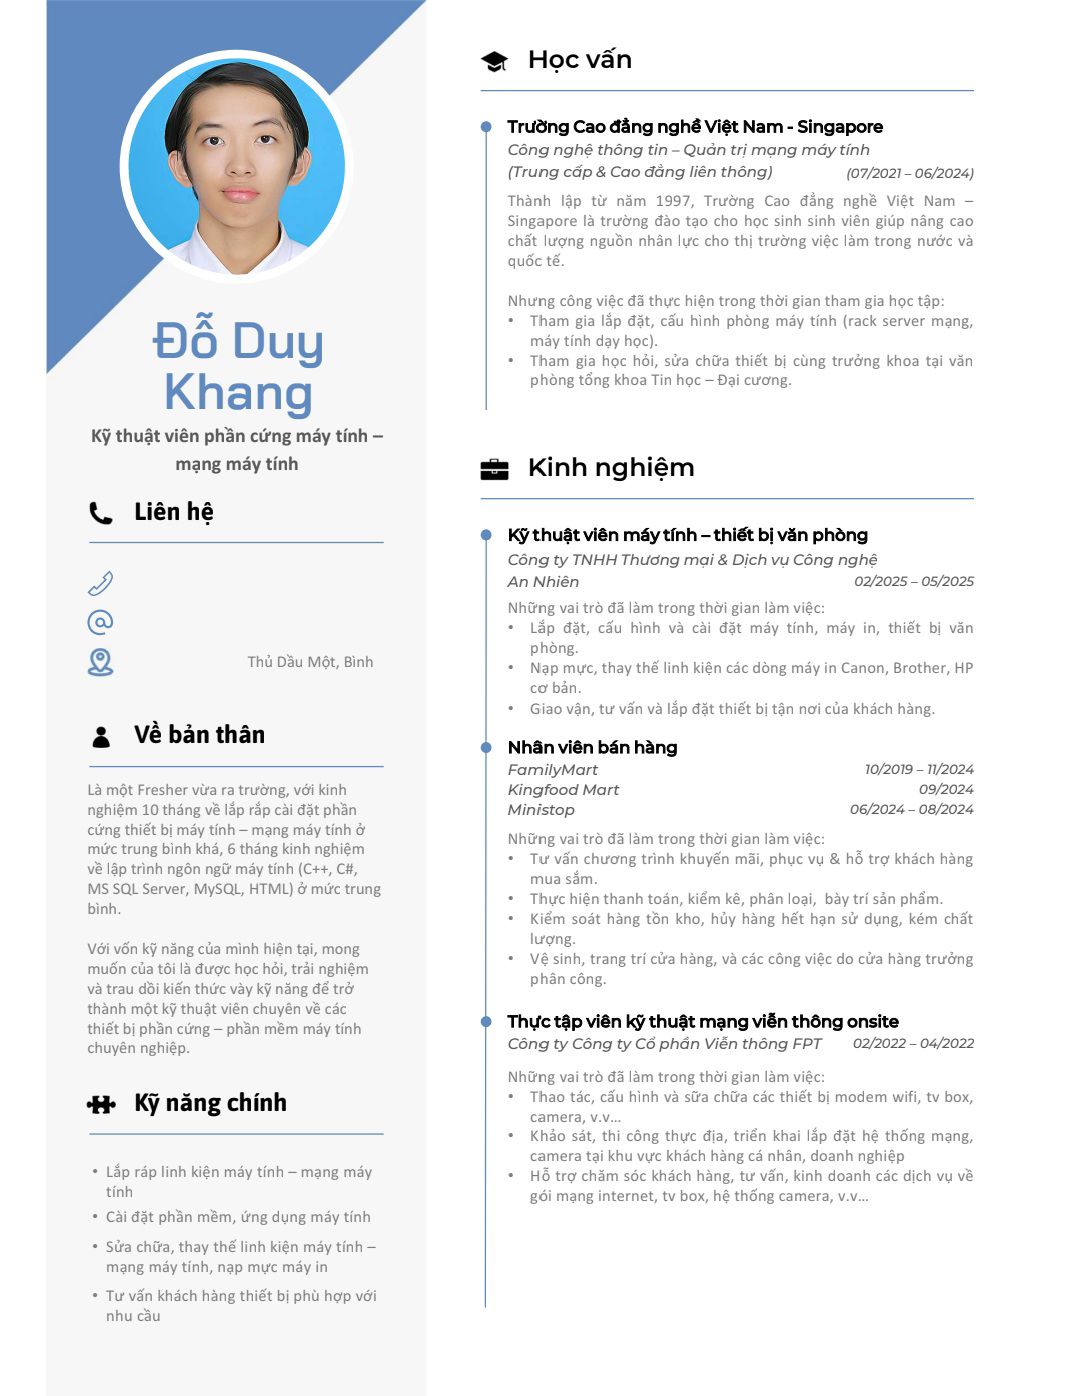 Đỗ Duy
Khang
Kỹ thuật viên phần cứng máy tính –
mạng máy tính
Liên hệ
Thủ Dầu Một, Bình
Về bản thân
Là một Fresher vừa ra trường, với kinh
nghiệm 10 tháng về lắp rắp cài đặt phần
cứng thiết bị máy tính – mạng máy tính ở
mức trung bình khá, 6 tháng kinh nghiệm
về lập trình ngôn ngữ máy tính (C++, C#,
MS SQL Server, MySQL, HTML) ở mức trung
bình.
Với vốn kỹ năng của mình hiện tại, mong
muốn của tôi là được học hỏi, trải nghiệm
và trau dồi kiến thức vày kỹ năng để trở
thành một kỹ thuật viên chuyên về các
thiết bị phần cứng – phần mềm máy tính
chuyên nghiệp.
Kỹ năng chính
• Lắp ráp linh kiện máy tính – mạng máy
tính
• Cài đặt phần mềm, ứng dụng máy tính
• Sửa chữa, thay thế linh kiện máy tính –
mạng máy tính, nạp mực máy in
• Tư vấn khách hàng thiết bị phù hợp với
nhu cầu
Học vấn
Trường Cao đẳng nghề Việt Nam - Singapore
Công nghệ thông tin – Quản trị mạng máy tính
(Trung cấp & Cao đẳng liên thông) (07/2021 – 06/2024)
Thành lập từ năm 1997, Trường Cao đẳng nghề Việt Nam –
Singapore là trường đào tạo cho học sinh sinh viên giúp nâng cao
chất lượng nguồn nhân lực cho thị trường việc làm trong nước và
quốc tế.
Nhưng công việc đã thực hiện trong thời gian tham gia học tập:
• Tham gia lắp đặt, cấu hình phòng máy tính (rack server mạng,
máy tính dạy học).
• Tham gia học hỏi, sửa chữa thiết bị cùng trưởng khoa tại văn
phòng tổng khoa Tin học – Đại cương.
Kinh nghiệm
Kỹ thuật viên máy tính – thiết bị văn phòng
Công ty TNHH Thương mại & Dịch vụ Công nghệ
An Nhiên 02/2025 – 05/2025
Những vai trò đã làm trong thời gian làm việc:
• Lắp đặt, cấu hình và cài đặt máy tính, máy in, thiết bị văn
phòng.
• Nạp mực, thay thế linh kiện các dòng máy in Canon, Brother, HP
cơ bản.
• Giao vận, tư vấn và lắp đặt thiết bị tận nơi của khách hàng.
Nhân viên bán hàng
FamilyMart 10/2019 – 11/2024
Kingfood Mart 09/2024
Ministop 06/2024 – 08/2024
Những vai trò đã làm trong thời gian làm việc:
• Tư vấn chương trình khuyến mãi, phục vụ & hỗ trợ khách hàng
mua sắm.
• Thực hiện thanh toán, kiểm kê, phân loại, bày trí sản phẩm.
• Kiểm soát hàng tồn kho, hủy hàng hết hạn sử dụng, kém chất
lượng.
• Vệ sinh, trang trí cửa hàng, và các công việc do cửa hàng trưởng
phân công.
Thực tập viên kỹ thuật mạng viễn thông onsite
Công ty Công ty Cổ phần Viễn thông FPT 02/2022 – 04/2022
Những vai trò đã làm trong thời gian làm việc:
• Thao tác, cấu hình và sữa chữa các thiết bị modem wifi, tv box,
camera, v.v...
• Khảo sát, thi công thực địa, triển khai lắp đặt hệ thống mạng,
camera tại khu vực khách hàng cá nhân, doanh nghiệp
• Hỗ trợ chăm sóc khách hàng, tư vấn, kinh doanh các dịch vụ về
gói mạng internet, tv box, hệ thống camera, v.v...